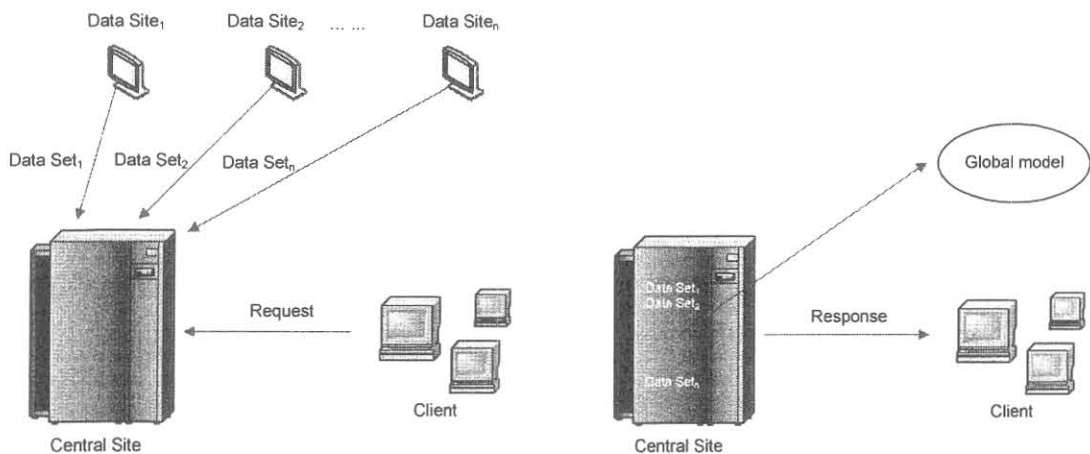 Data Site₁
Data Site₂
... ...
Data Siteₙ
Data Set₁
Data Set₂
Data Setₙ
Request
Client
Central Site
Global model
Data Set₁
Data Set₂
Data Setₙ
Response
Client
Central Site